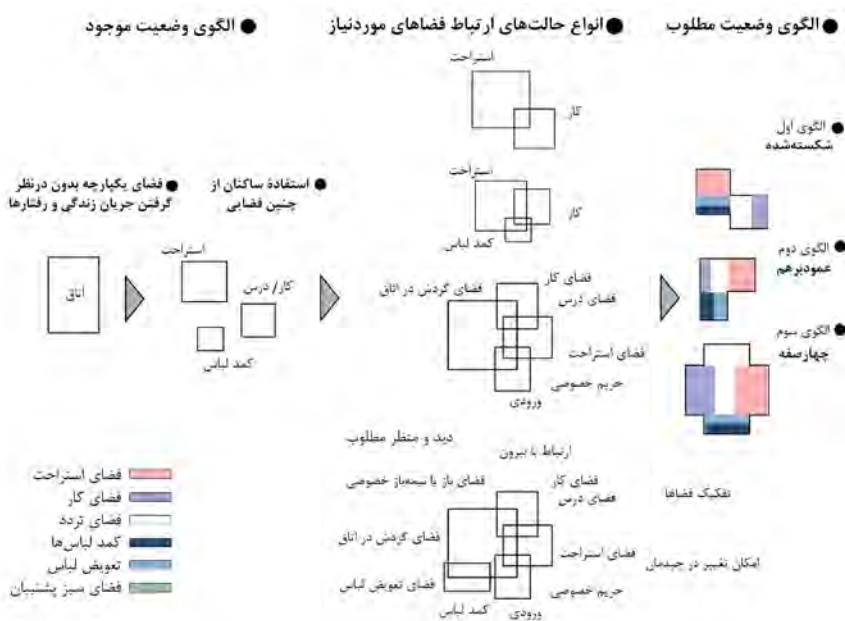 الگوی وضعیت موجود
انواع حالت‌های ارتباط فضاهای موردنیاز
الگوی وضعیت مطلوب
فضای یکپارچه بدون درنظر
گرفتن جریان زندگی و رفتارها
استفادهٔ ساکنان از
چنین فضایی
اتاق
استراحت
کار/ درس
کمد لباس
استراحت
کار
استراحت
کار
کمد لباس
فضای کار
فضای درس
فضای گردش در اتاق
فضای استراحت
حریم خصوصی
ورودی
دید و منظر مطلوب
ارتباط با بیرون
فضای باز یا نیمه‌باز خصوصی
فضای کار
فضای درس
فضای گردش در اتاق
فضای استراحت
فضای تعویض لباس
حریم خصوصی
کمد لباس
ورودی
الگوی اول
شکسته‌شده
الگوی دوم
عمودبرهم
الگوی سوم
چهارصفه
تفکیک فضاها
امکان تغییر در چیدمان
فضای استراحت
فضای کار
فضای تردد
کمد لباس‌ها
تعویض لباس
فضای سبز پشتیبان